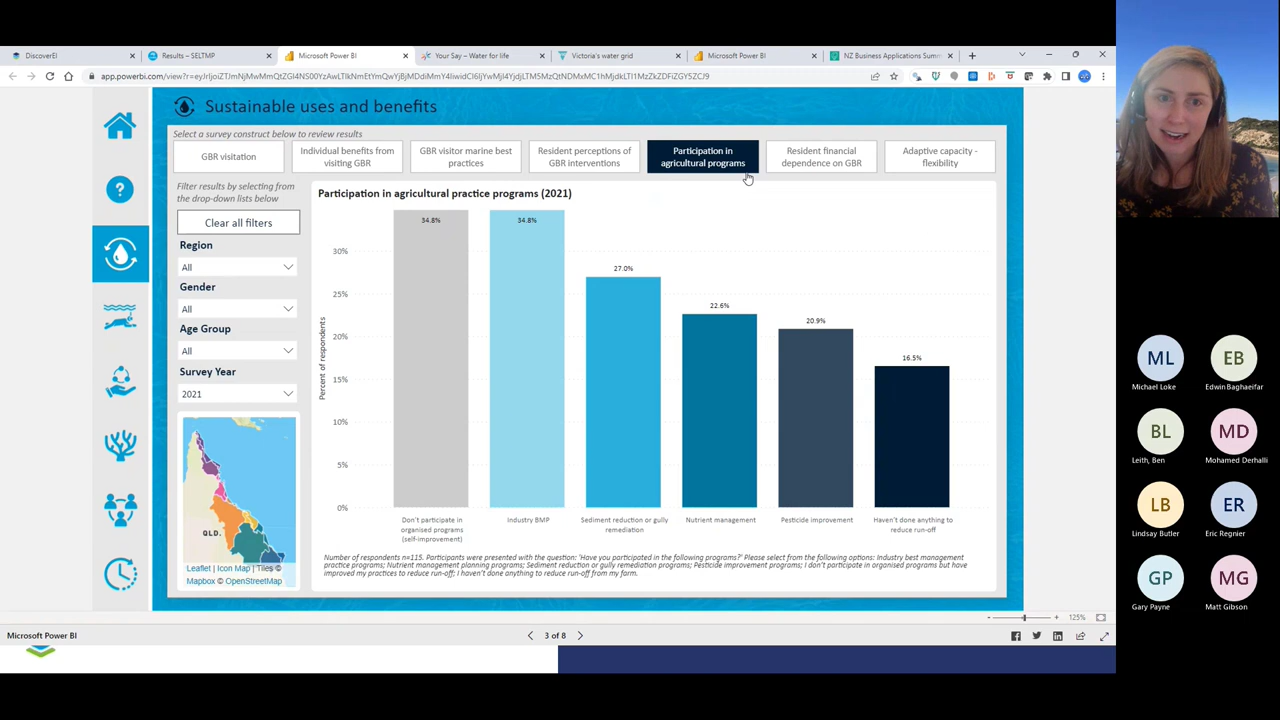 DiscoverEI
Results – SELTMP
Microsoft Power BI
Your Say – Water for life
Victoria's water grid
Microsoft Power BI
NZ Business Applications Summ
Sustainable uses and benefits
Select a survey construct below to review results
GBR visitation
Individual benefits from
visiting GBR
GBR visitor marine best
practices
Resident perceptions of
GBR interventions
Participation in
agricultural programs
Resident financial
dependence on GBR
Adaptive capacity -
flexibility
Filter results by selecting from
the drop-down lists below
Clear all filters
Region
All
Gender
All
Age Group
All
Survey Year
2021
QLD.
Leaflet | Icon Map | Tiles ©
Mapbox © OpenStreetMap
Participation in agricultural practice programs (2021)
Percent of respondents
30%
25%
20%
15%
10%
5%
0%
34.8%
34.8%
27.0%
22.6%
20.9%
16.5%
Don't participate in
organised programs
(self-improvement)
Industry BMP
Sediment reduction or gully
remediation
Nutrient management
Pesticide improvement
Haven't done anything to
reduce run-off
Number of respondents n=115. Participants were presented with the question: 'Have you participated in the following programs?' Please select from the following options: Industry best management
practice programs; Nutrient management planning programs; Sediment reduction or gully remediation programs; Pesticide improvement programs; I don't participate in organised programs but have
improved my practices to reduce run-off; I haven't done anything to reduce run-off from my farm.
125%
Microsoft Power BI
3 of 8
ML
Michael Loke
EB
Edwin Baghaeifar
BL
Leith, Ben
MD
Mohamed Derhalli
LB
Lindsay Butler
ER
Eric Regnier
GP
Gary Payne
MG
Matt Gibson